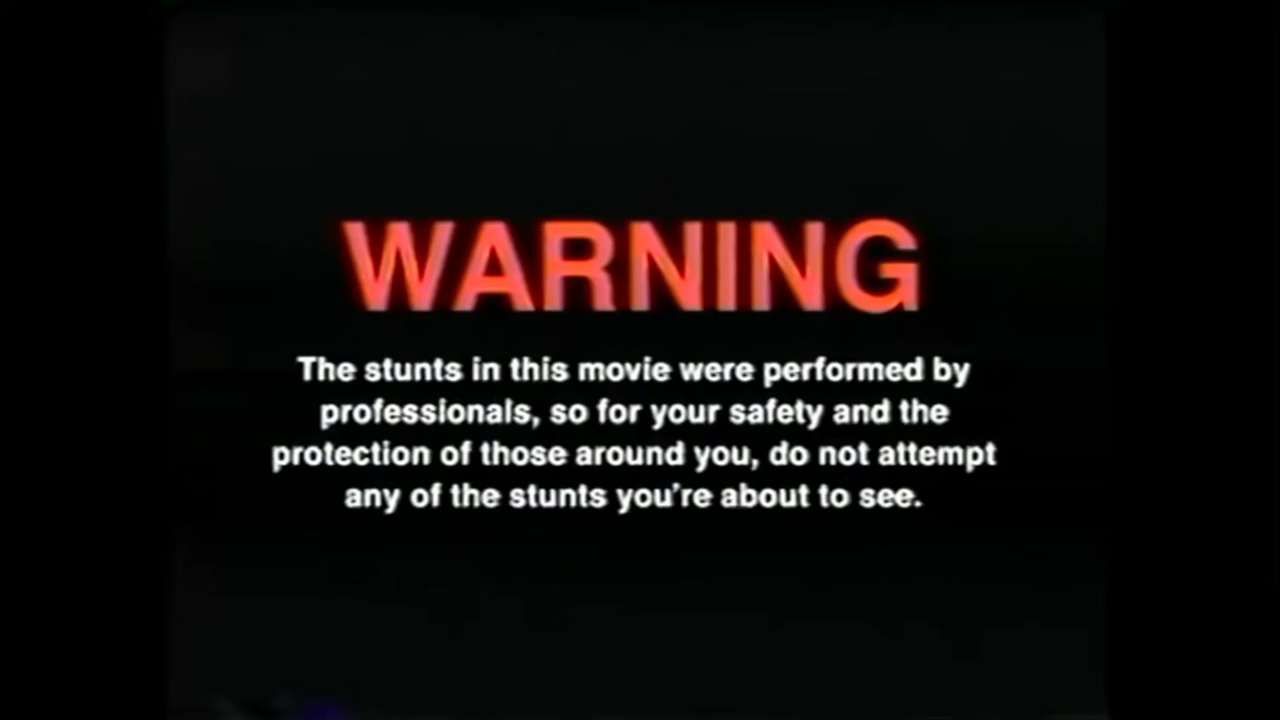 WARNING
The stunts in this movie were performed by
professionals, so for your safety and the
protection of those around you, do not attempt
any of the stunts you're about to see.